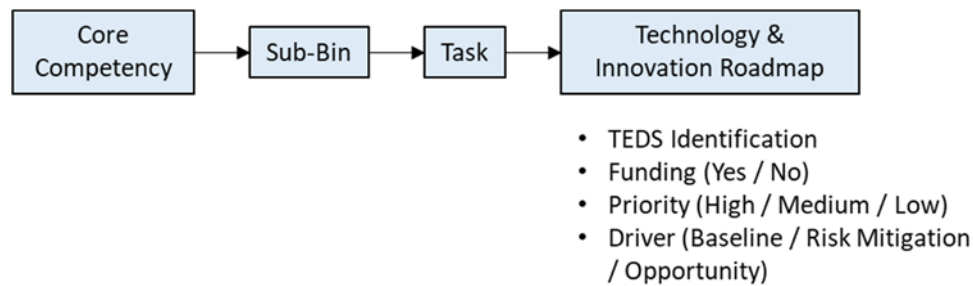 Core
Competency
Sub-Bin
Task
Technology &
Innovation Roadmap
• TEDS Identification
• Funding (Yes / No)
• Priority (High / Medium / Low)
• Driver (Baseline / Risk Mitigation
/ Opportunity)